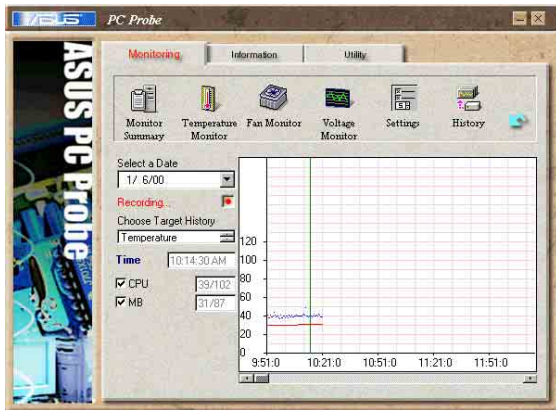 ASUS PC Probe
ASUS PC Probe
Monitoring
Information
Utility
Monitor Summary
Temperature Monitor
Fan Monitor
Voltage Monitor
Settings
History
Select a Date
1/ 6/00
Recording...
Choose Target History
Temperature
Time 10:14:30 AM
CPU 39/102
MB 31/87
120
100
80
60
40
20
0
9:51:0 10:21:0 10:51:0 11:21:0 11:51:0